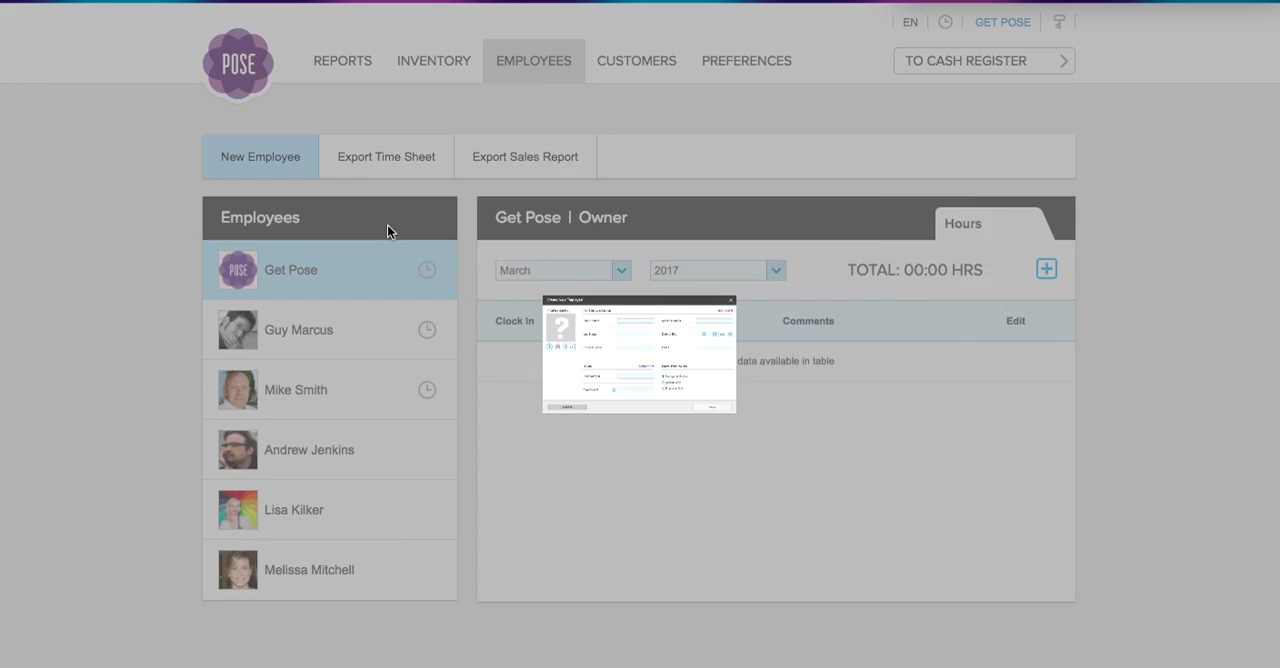 EN
GET POSE
POSE
REPORTS
INVENTORY
EMPLOYEES
CUSTOMERS
PREFERENCES
TO CASH REGISTER
New Employee
Export Time Sheet
Export Sales Report
Employees
Get Pose | Owner
Hours
POSE
Get Pose
March
2017
TOTAL: 00:00 HRS
Guy Marcus
Clock In
Comments
Edit
data available in table
Mike Smith
Andrew Jenkins
Lisa Kilker
Melissa Mitchell